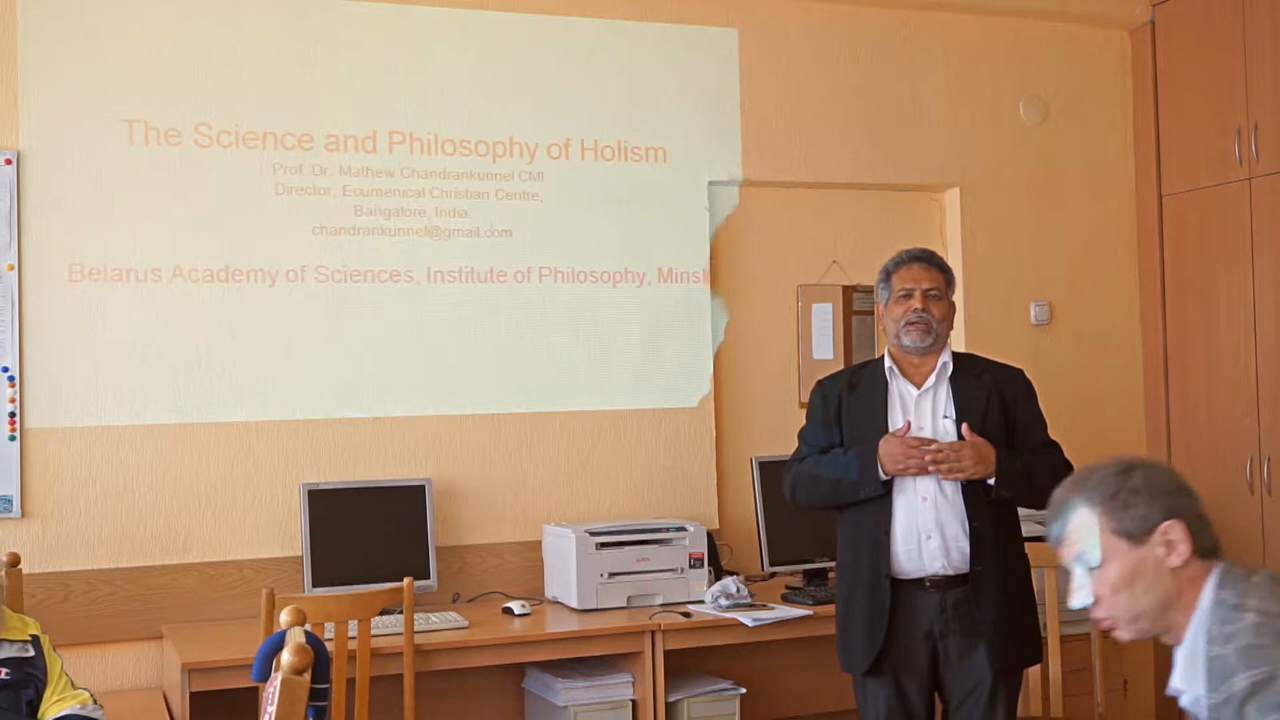 The Science and Philosophy of Holism
Prof. Dr. Mathew Chandrankunnel CMI
Director, Ecumenical Christian Centre,
Bangalore, India.
chandrankunnel@gmail.com
Belarus Academy of Sciences, Institute of Philosophy, Minsk